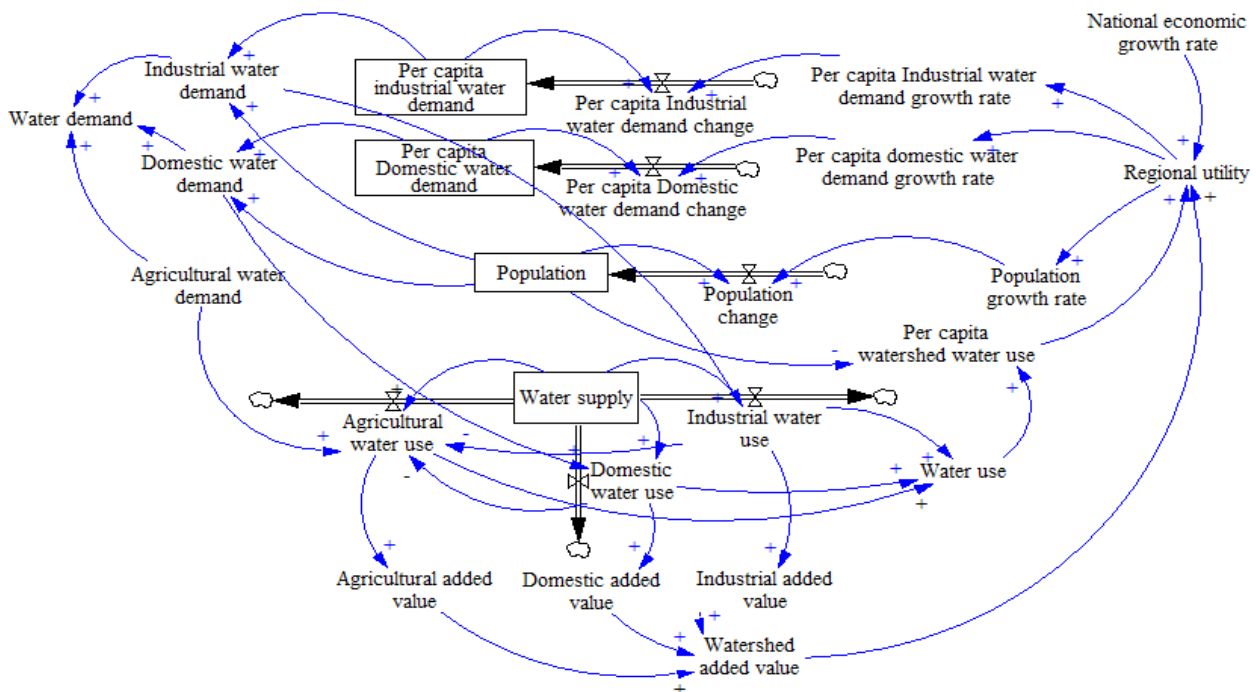 National economic
growth rate
Industrial water
demand
Per capita
industrial water
demand
Per capita Industrial
water demand change
Per capita Industrial water
demand growth rate
Water demand
Domestic water
demand
Per capita
Domestic water
demand
Per capita Domestic
water demand change
Per capita domestic water
demand growth rate
Regional utility
Agricultural water
demand
Population
Population
change
Population
growth rate
Per capita
watershed water use
Water supply
Agricultural
water use
Industrial water
use
Domestic
water use
Water use
Agricultural added
value
Domestic added
value
Industrial added
value
Watershed
added value